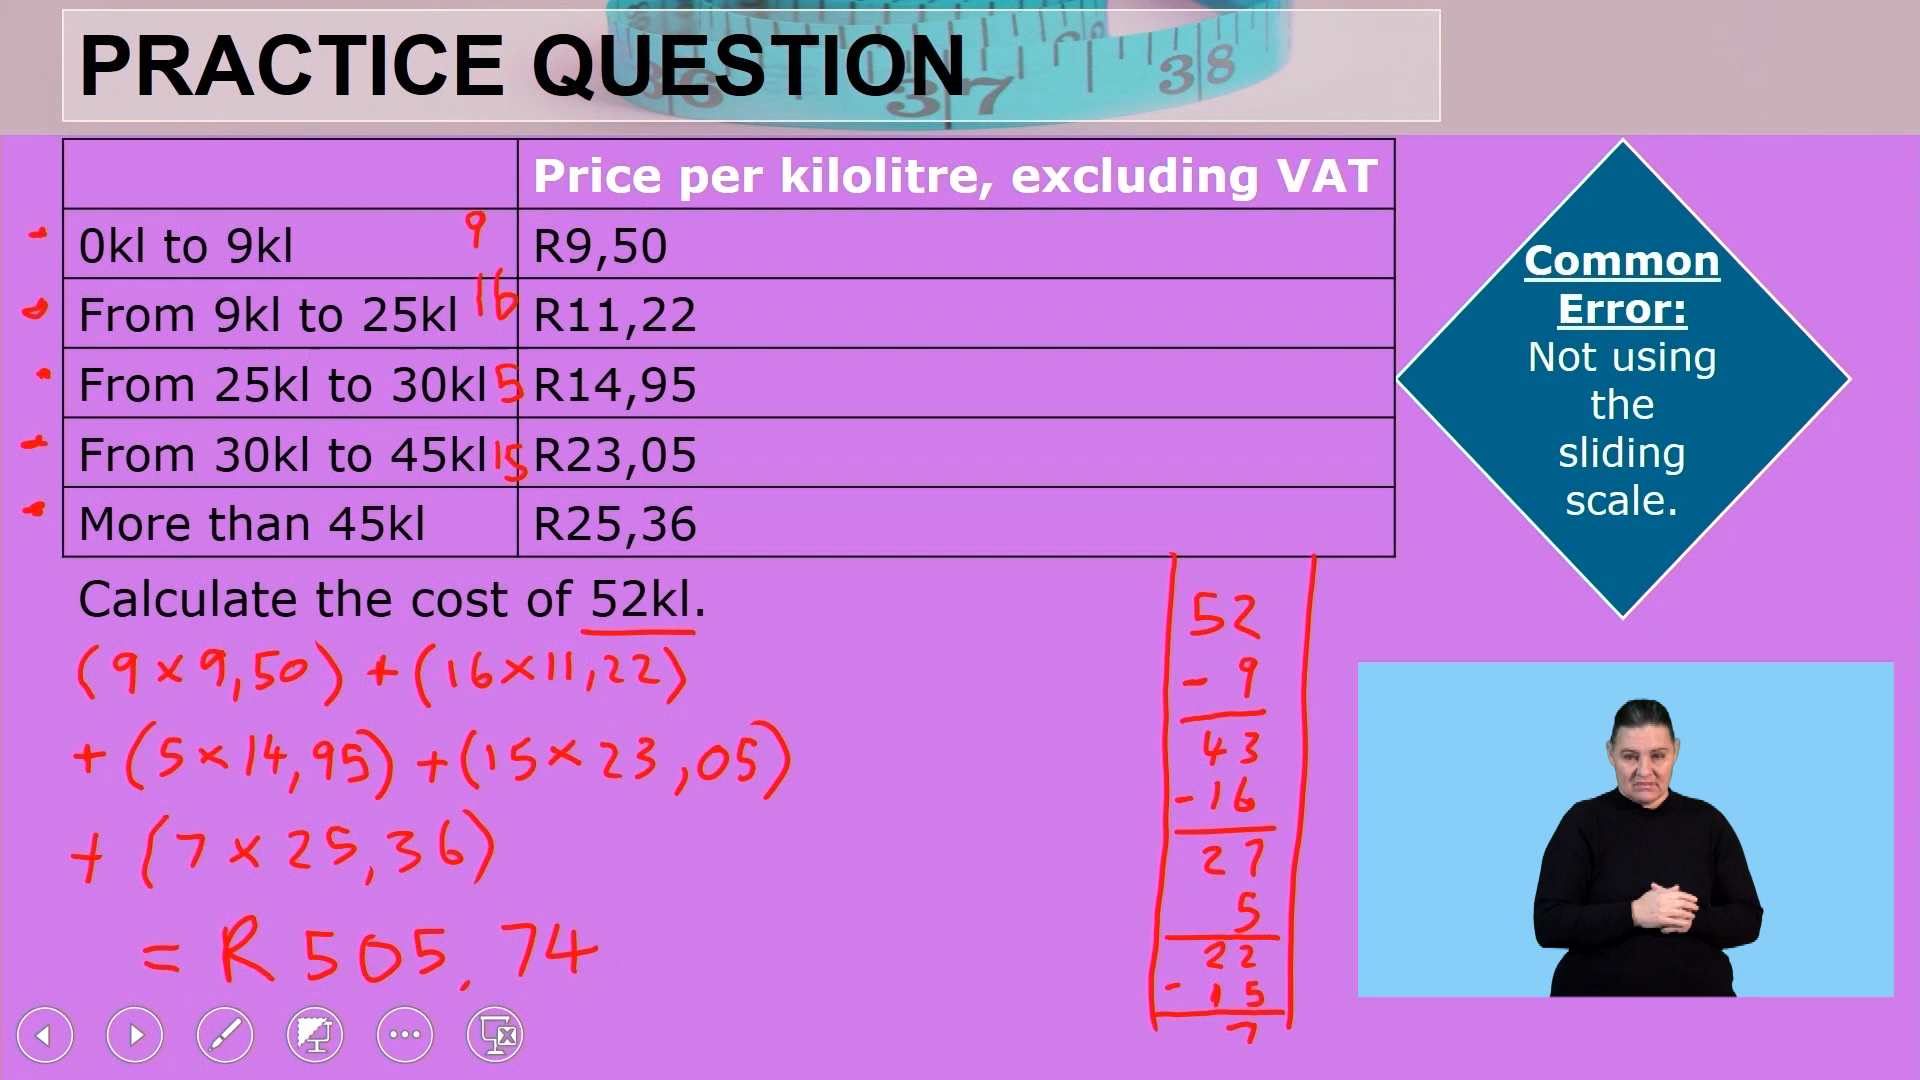 PRACTICE QUESTION
36 37 38
Price per kilolitre, excluding VAT
0kl to 9kl 9 R9,50
From 9kl to 25kl 16 R11,22
From 25kl to 30kl 5 R14,95
From 30kl to 45kl 15 R23,05
More than 45kl R25,36
Calculate the cost of 52kl.
(9 × 9,50) + (16 × 11,22)
+ (5 × 14,95) + (15 × 23,05)
+ (7 × 25,36)
= R 505,74
52
- 9
43
-16
27
5
22
- 15
7
Common
Error:
Not using
the
sliding
scale.